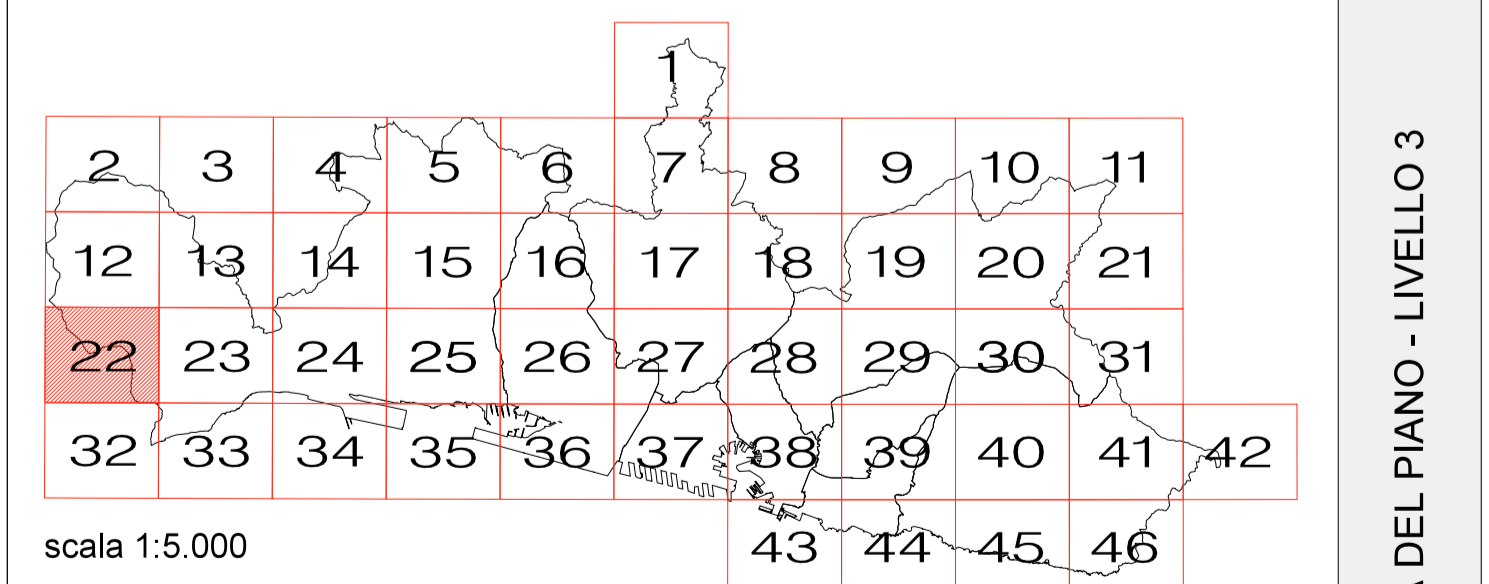 1
2 3 4 5 6 7 8 9 10 11
12 13 14 15 16 17 18 19 20 21
22 23 24 25 26 27 28 29 30 31
32 33 34 35 36 37 38 39 40 41 42
43 44 45 46
scala 1:5.000
DEL PIANO - LIVELLO 3